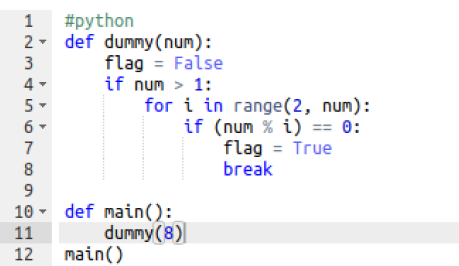 1 #python
2 def dummy(num):
3     flag = False
4     if num > 1:
5         for i in range(2, num):
6             if (num % i) == 0:
7                 flag = True
8                 break
9
10 def main():
11     dummy(8)
12 main()